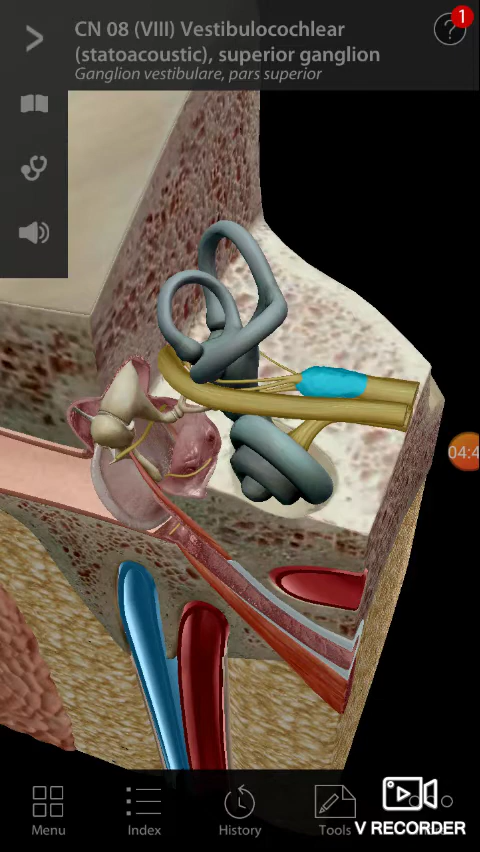 CN 08 (VIII) Vestibulocochlear
(statoacoustic), superior ganglion
Ganglion vestibulare, pars superior
?
1
04:4
Menu
Index
History
Tools
V RECORDER